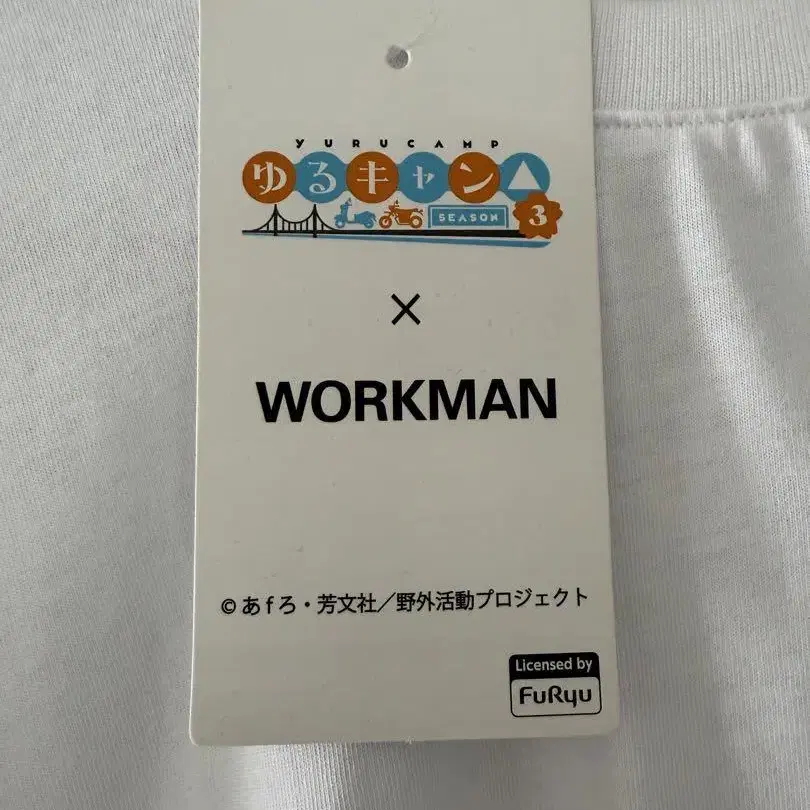 YURUCAMP
ゆるキャン△
SEASON 3
×
WORKMAN
©あfろ・芳文社／野外活動プロジェクト
Licensed by
FuRyu